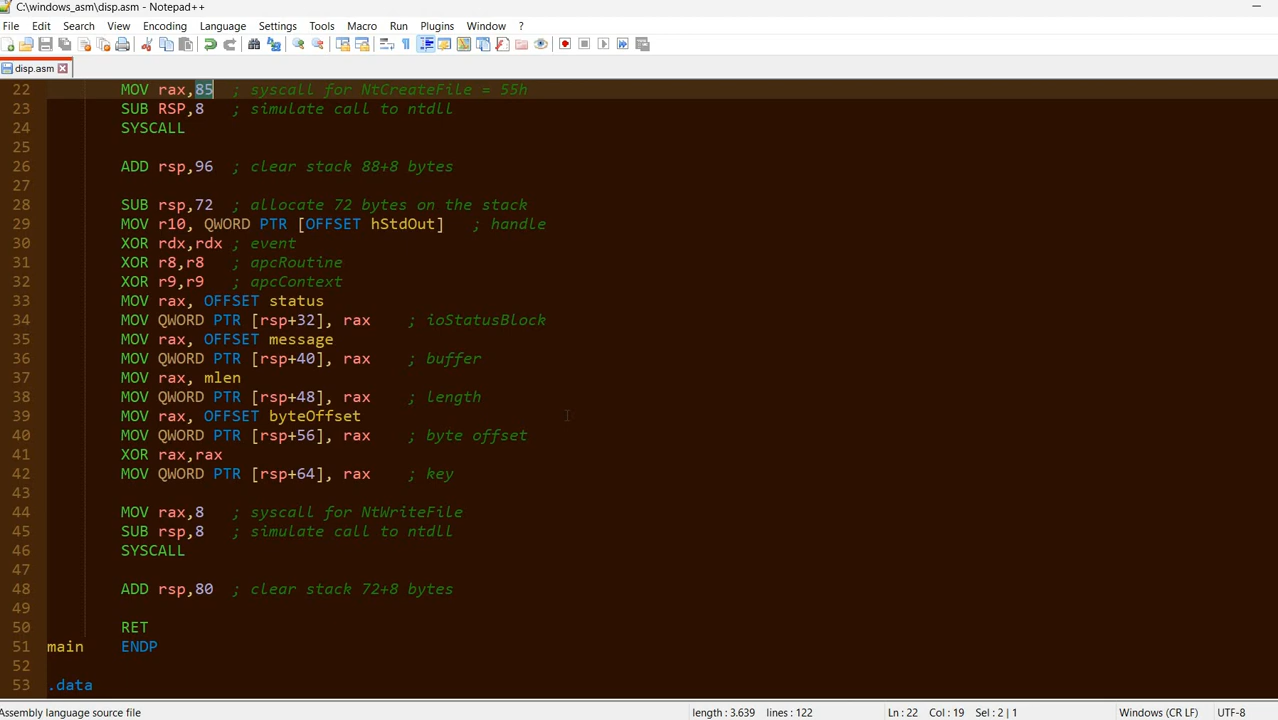 C:\windows_asm\disp.asm - Notepad++
File Edit Search View Encoding Language Settings Tools Macro Run Plugins Window ?
disp.asm
22 MOV rax,85 ; syscall for NtCreateFile = 55h
23 SUB RSP,8 ; simulate call to ntdll
24 SYSCALL
25
26 ADD rsp,96 ; clear stack 88+8 bytes
27
28 SUB rsp,72 ; allocate 72 bytes on the stack
29 MOV r10, QWORD PTR [OFFSET hStdOut] ; handle
30 XOR rdx,rdx ; event
31 XOR r8,r8 ; apcRoutine
32 XOR r9,r9 ; apcContext
33 MOV rax, OFFSET status
34 MOV QWORD PTR [rsp+32], rax ; ioStatusBlock
35 MOV rax, OFFSET message
36 MOV QWORD PTR [rsp+40], rax ; buffer
37 MOV rax, mlen
38 MOV QWORD PTR [rsp+48], rax ; length
39 MOV rax, OFFSET byteOffset
40 MOV QWORD PTR [rsp+56], rax ; byte offset
41 XOR rax,rax
42 MOV QWORD PTR [rsp+64], rax ; key
43
44 MOV rax,8 ; syscall for NtWriteFile
45 SUB rsp,8 ; simulate call to ntdll
46 SYSCALL
47
48 ADD rsp,80 ; clear stack 72+8 bytes
49
50 RET
51 main ENDP
52
53 .data
Assembly language source file length : 3.639 lines : 122 Ln : 22 Col : 19 Sel : 2 | 1 Windows (CR LF) UTF-8